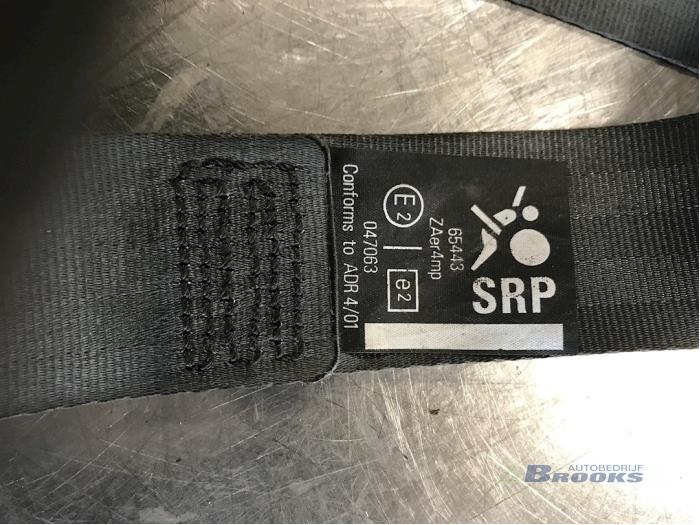 SRP
65443
ZAer4mp
E2
e2
047063
Conforms to ADR 4/01
AUTOBEDRIJF
BROOKS